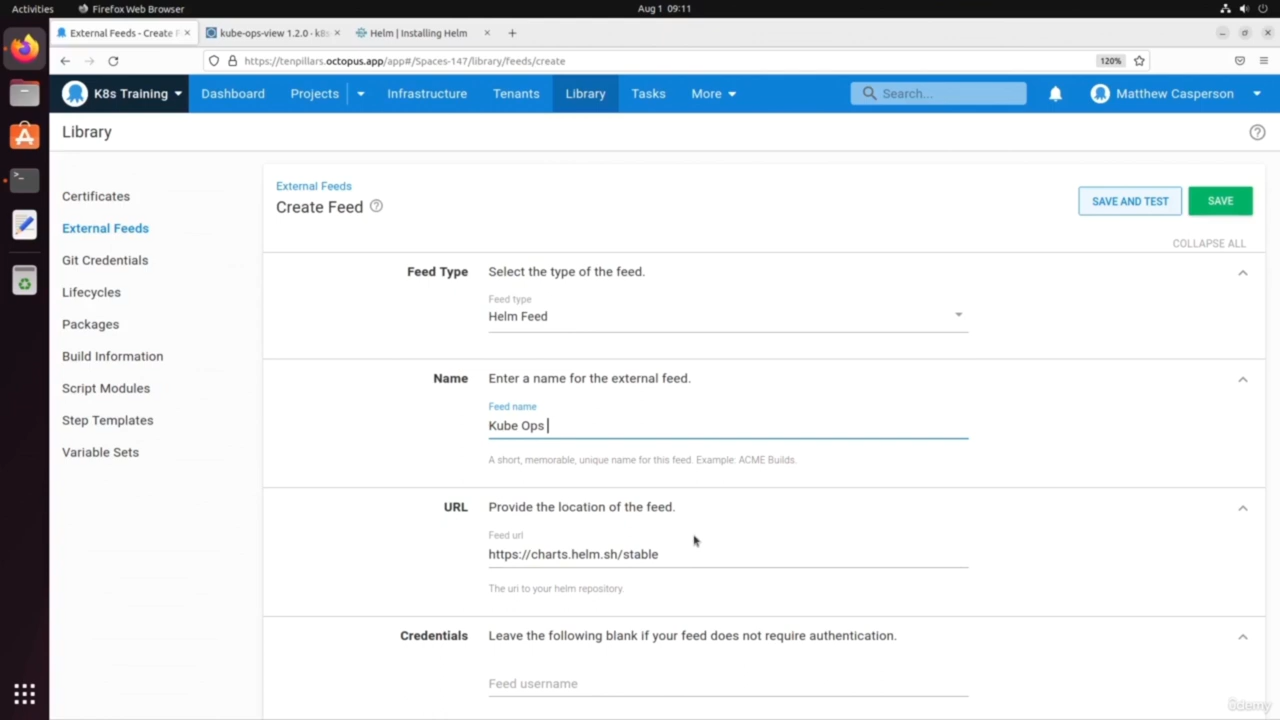 Activities
Firefox Web Browser
Aug 1 09:11
External Feeds - Create F
kube-ops-view 1.2.0 · k8s
Helm | Installing Helm
https://tenpillars.octopus.app/app#/Spaces-147/library/feeds/create
120%
K8s Training
Dashboard
Projects
Infrastructure
Tenants
Library
Tasks
More
Search...
Matthew Casperson
Library
Certificates
External Feeds
Git Credentials
Lifecycles
Packages
Build Information
Script Modules
Step Templates
Variable Sets
External Feeds
Create Feed
SAVE AND TEST
SAVE
COLLAPSE ALL
Feed Type
Select the type of the feed.
Feed type
Helm Feed
Name
Enter a name for the external feed.
Feed name
Kube Ops
A short, memorable, unique name for this feed. Example: ACME Builds.
URL
Provide the location of the feed.
Feed url
https://charts.helm.sh/stable
The uri to your helm repository.
Credentials
Leave the following blank if your feed does not require authentication.
Feed username
ûdemy